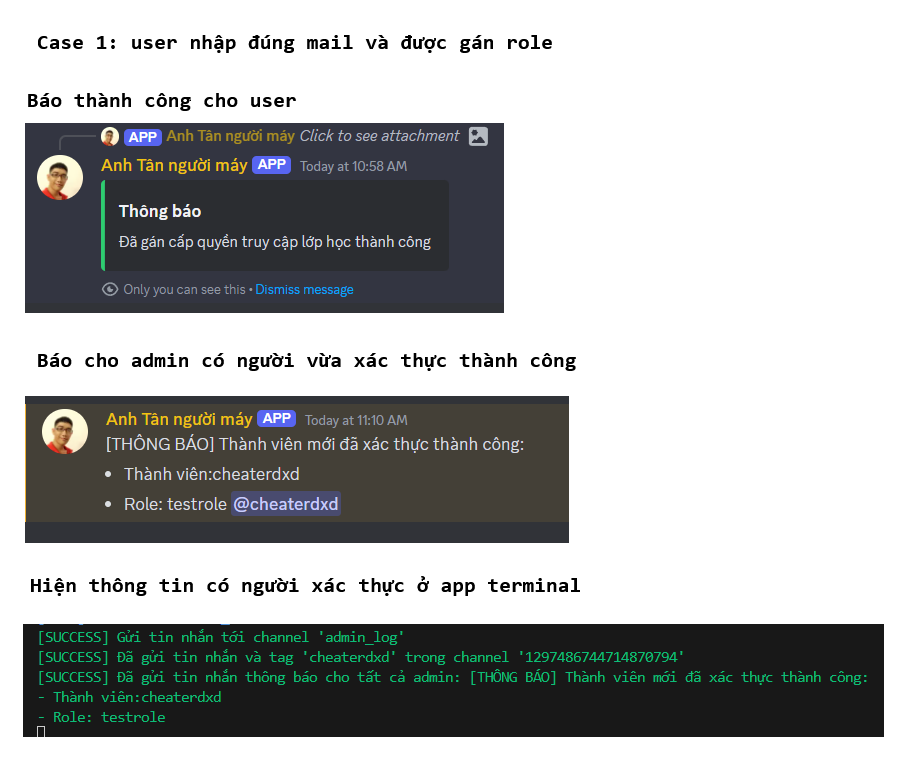 Case 1: user nhập đúng mail và được gán role
Báo thành công cho user
APP Anh Tân người máy Click to see attachment
Anh Tân người máy APP Today at 10:58 AM
Thông báo
Đã gán cấp quyền truy cập lớp học thành công
Only you can see this • Dismiss message
Báo cho admin có người vừa xác thực thành công
Anh Tân người máy APP Today at 11:10 AM
[THÔNG BÁO] Thành viên mới đã xác thực thành công:
• Thành viên:cheaterdxd
• Role: testrole @cheaterdxd
Hiện thông tin có người xác thực ở app terminal
[SUCCESS] Gửi tin nhắn tới channel 'admin_log'
[SUCCESS] Đã gửi tin nhắn và tag 'cheaterdxd' trong channel '1297486744714870794'
[SUCCESS] Đã gửi tin nhắn thông báo cho tất cả admin: [THÔNG BÁO] Thành viên mới đã xác thực thành công:
- Thành viên:cheaterdxd
- Role: testrole